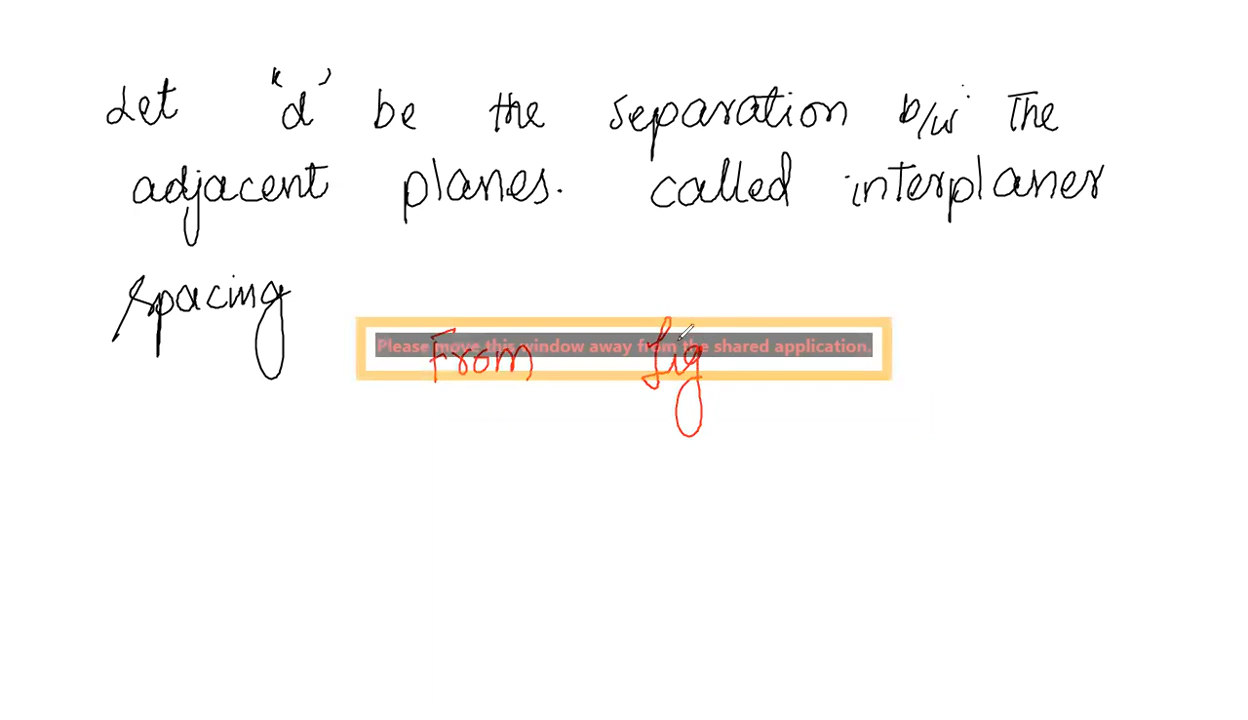 Let "d' be the separation b/w The
adjacent planes. called interplaner
spacing
Please move this window away from the shared application.
From fig